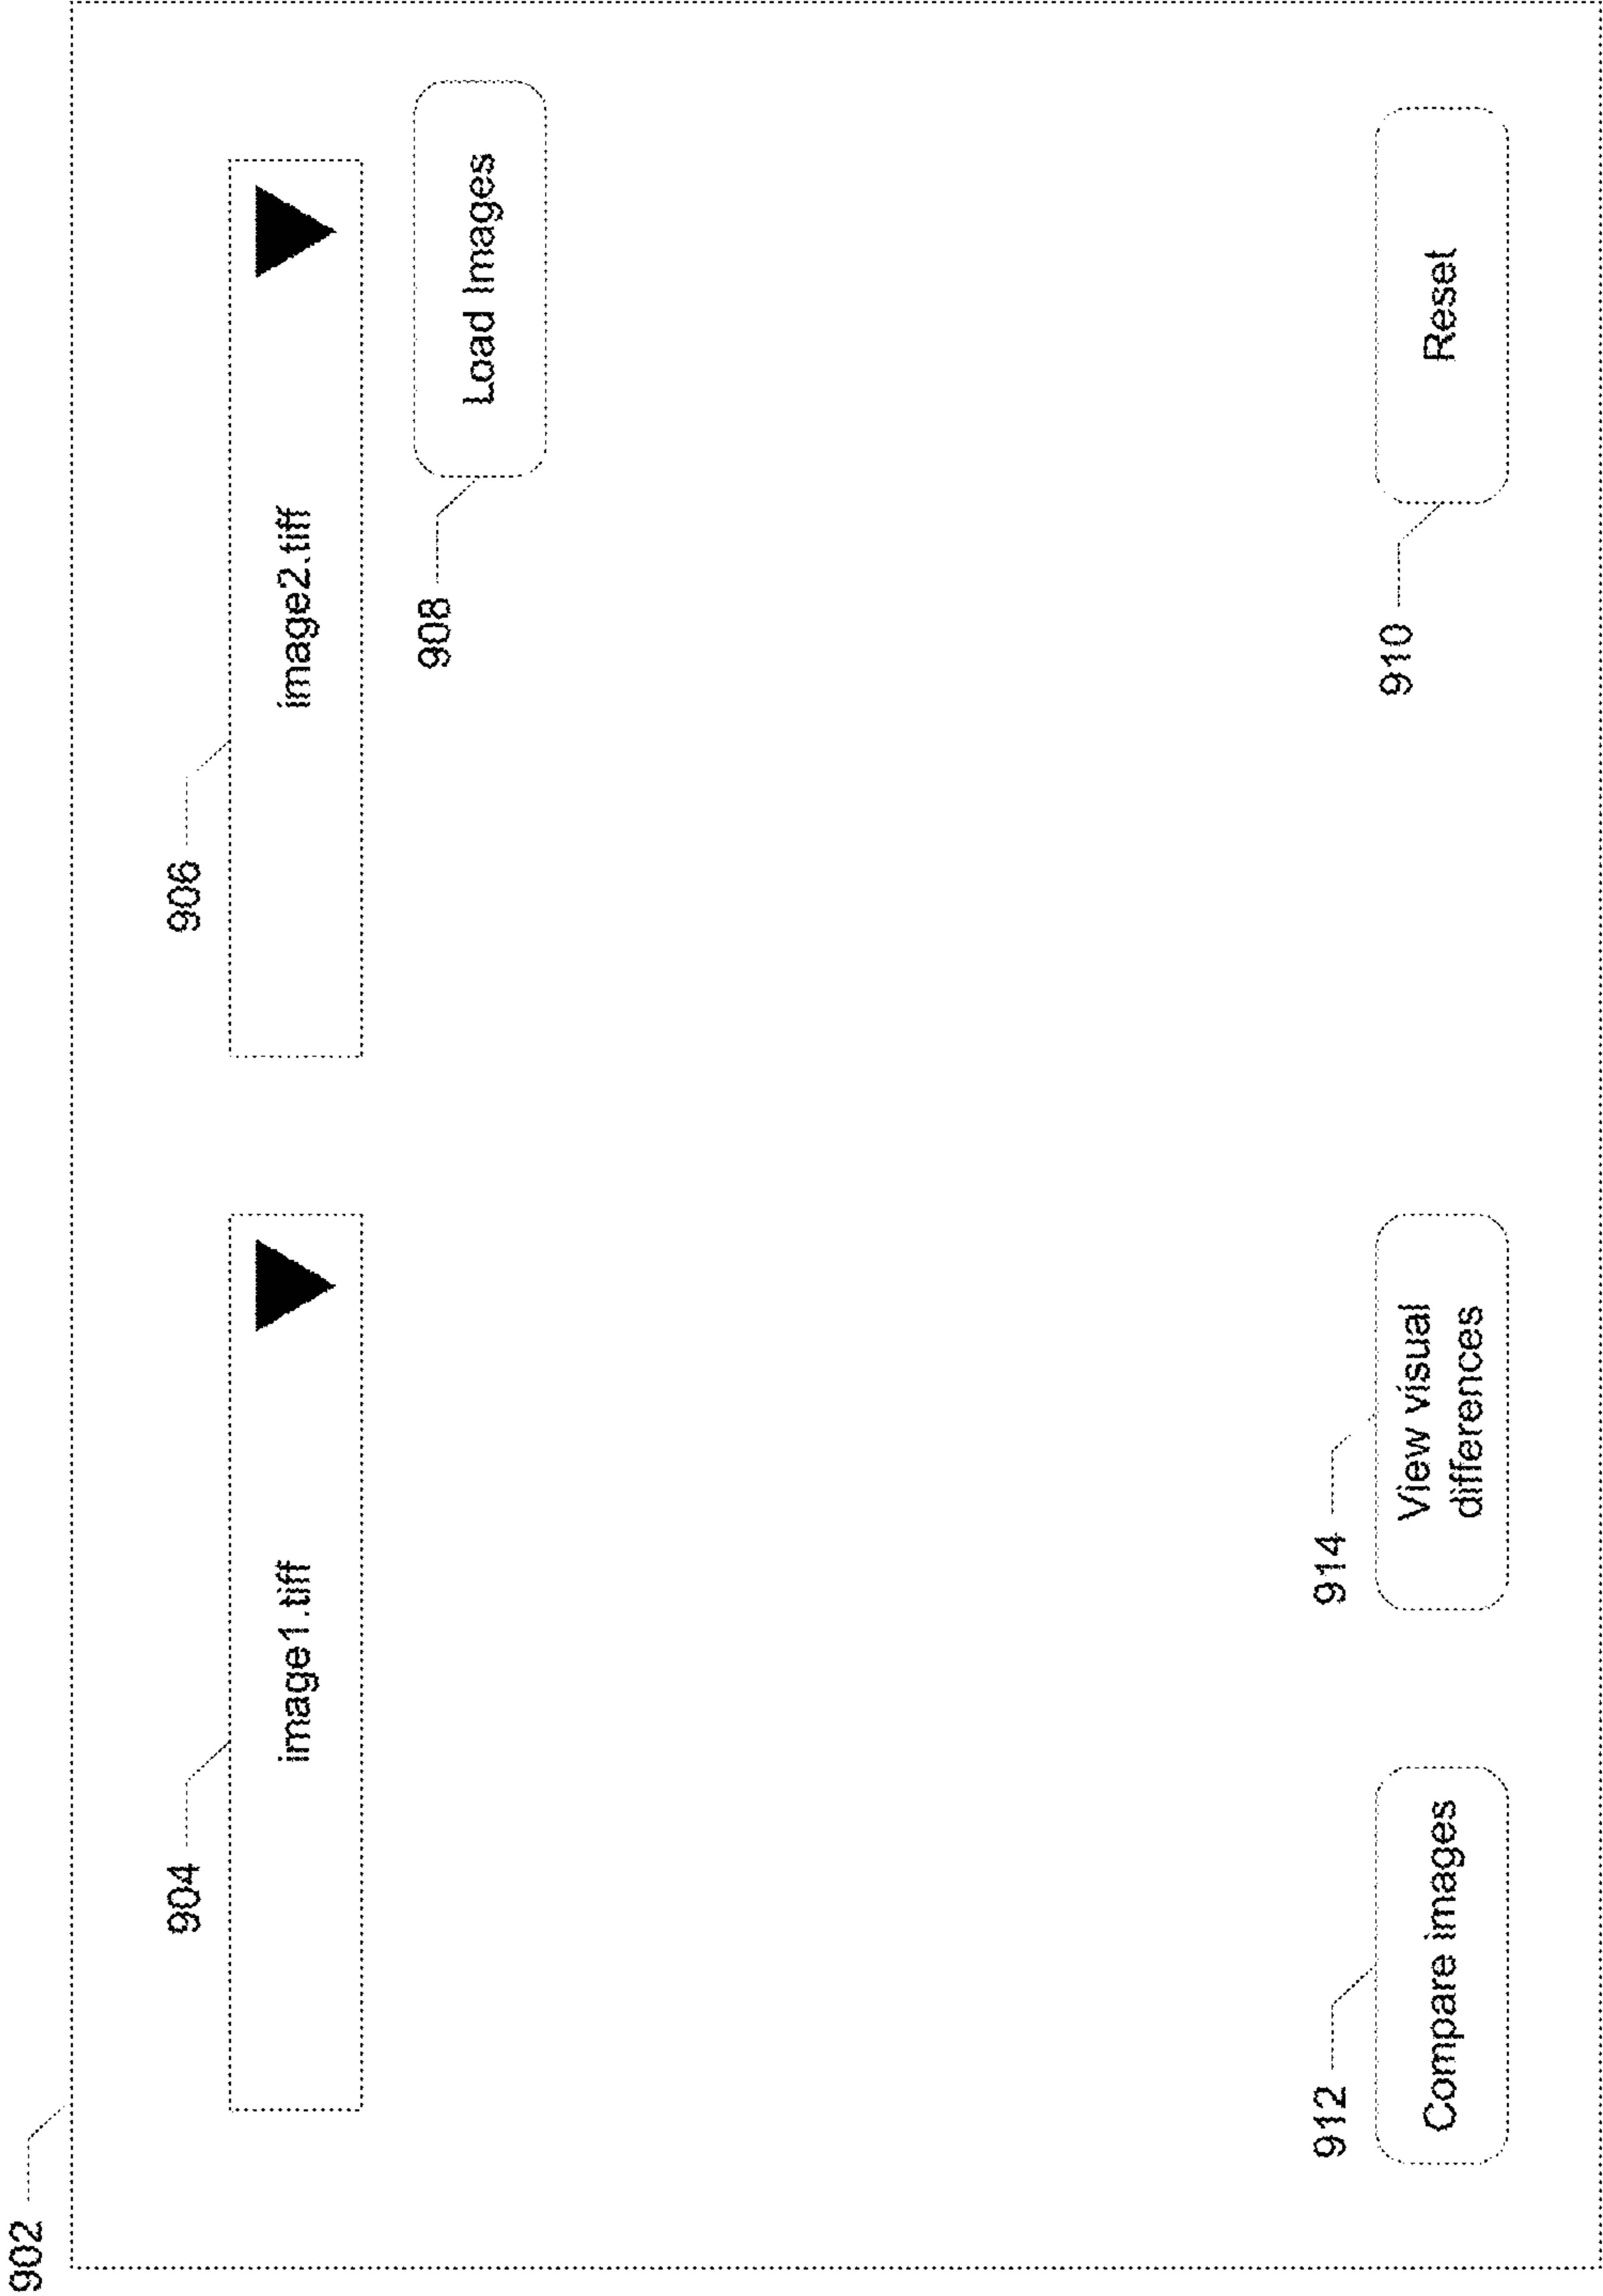 902
904
906
image1.tiff
image2.tiff
908
Load Images
912
914
910
Compare images
View visual
differences
Reset